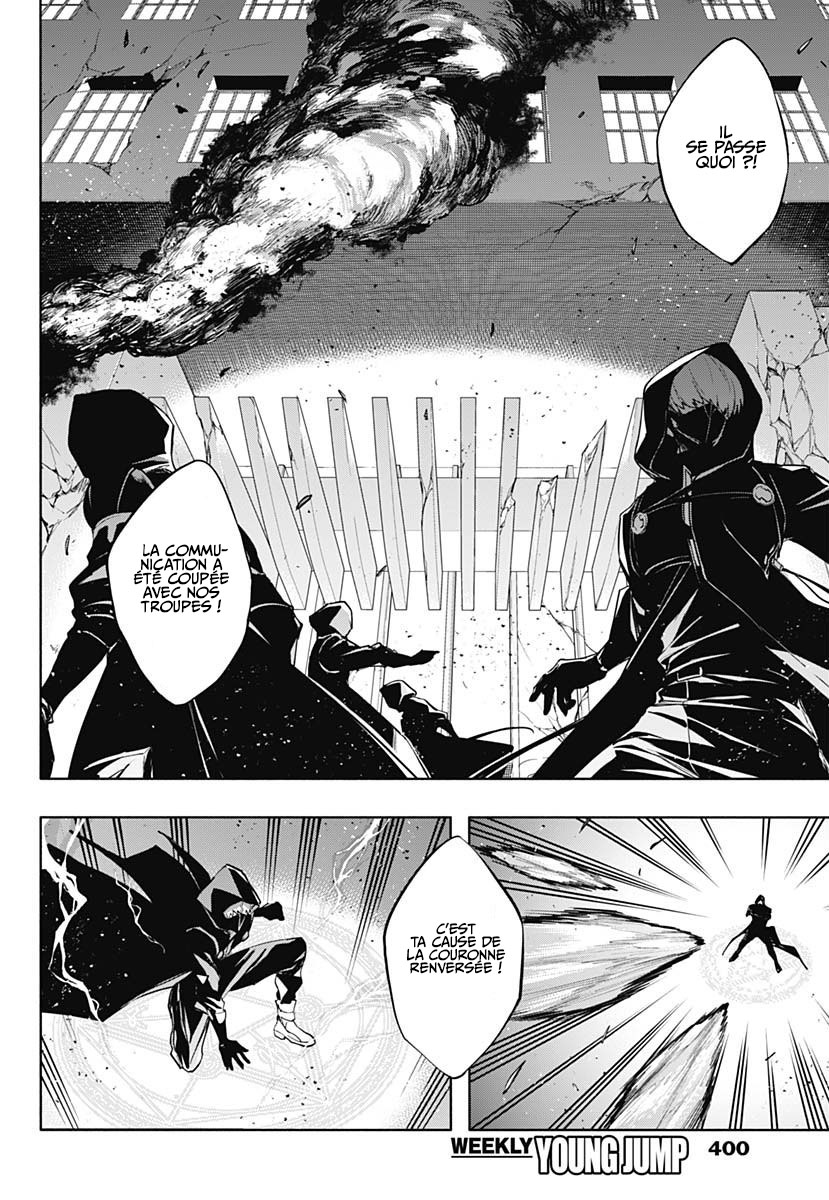 IL
SE PASSE
QUOI ?!
LA COMMU-
NICATION A
ÉTÉ COUPÉE
AVEC NOS
TROUPES !
C'EST
TA CAUSE DE
LA COURONNE
RENVERSÉE !
WEEKLY YOUNG JUMP 400